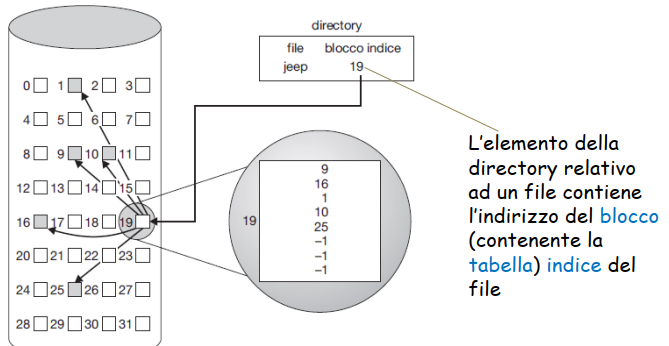 directory
file blocco indice
jeep 19
0 1 2 3
4 5 6 7
8 9 10 11
12 13 14 15
16 17 18 19
20 21 22 23
24 25 26 27
28 29 30 31
19
9
16
1
10
25
–1
–1
–1
L'elemento della
directory relativo
ad un file contiene
l'indirizzo del blocco
(contenente la
tabella) indice del
file